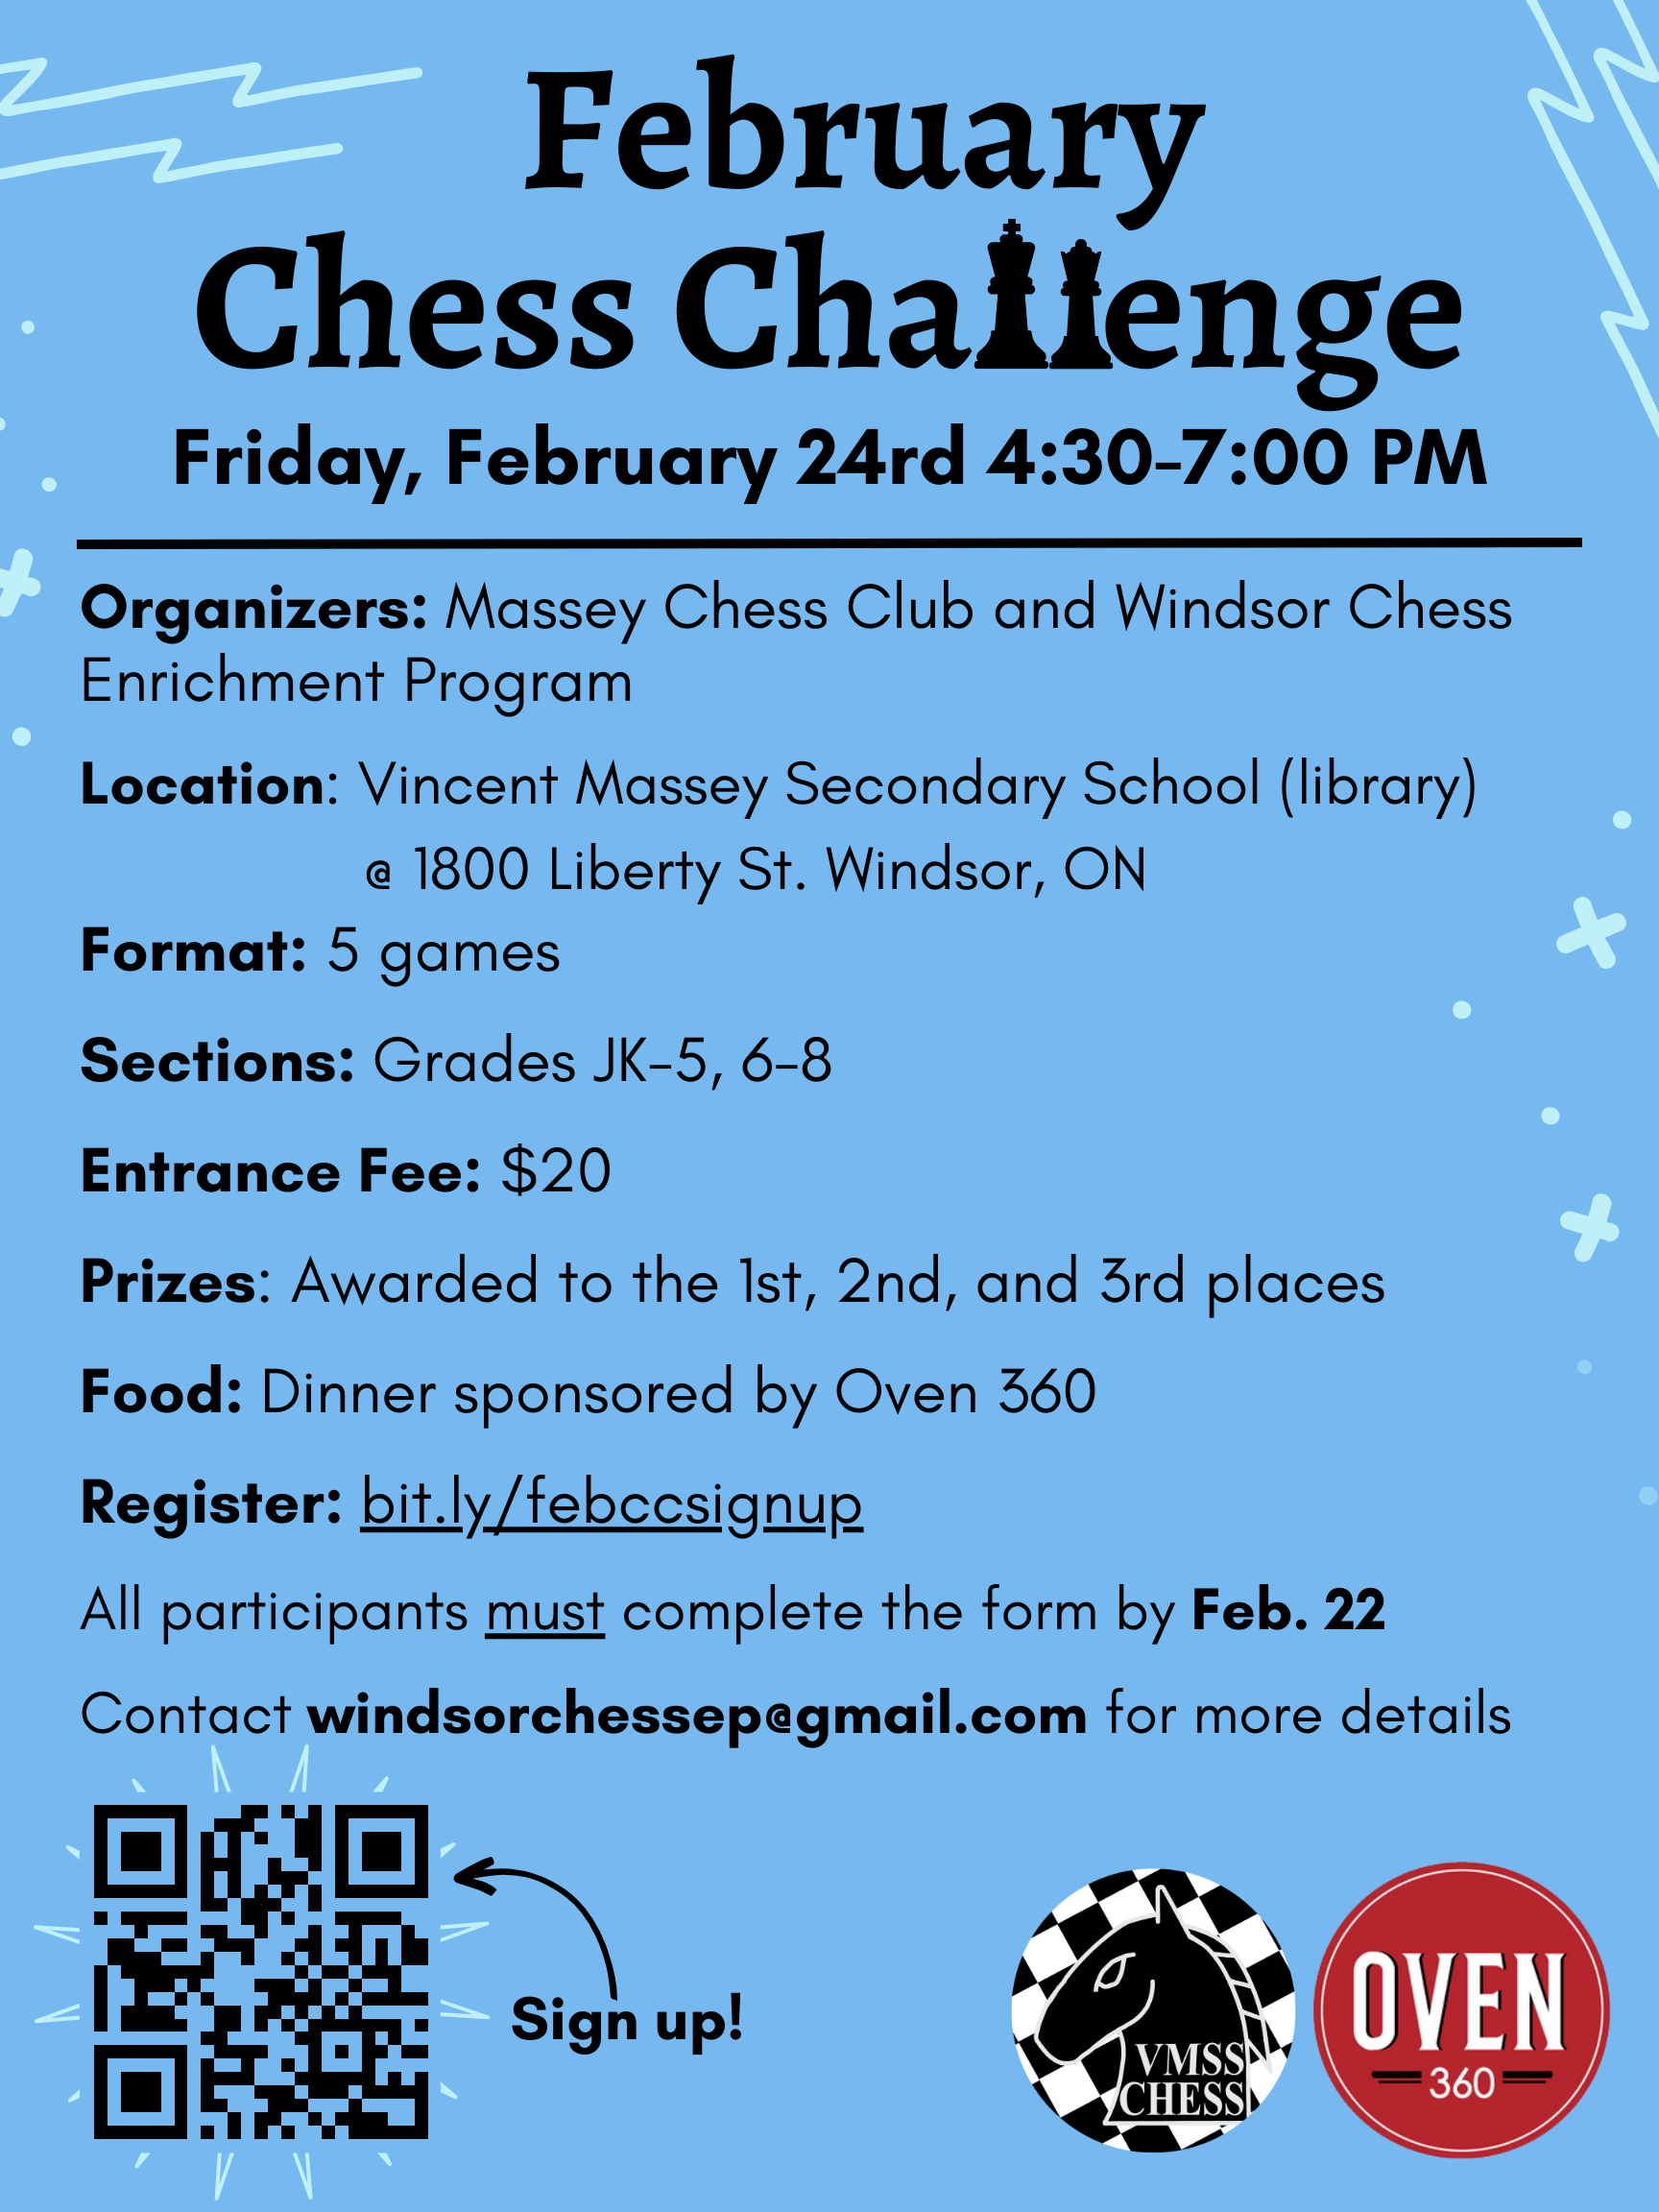 February
Chess Challenge
Friday, February 24rd 4:30-7:00 PM
Organizers: Massey Chess Club and Windsor Chess
Enrichment Program
Location: Vincent Massey Secondary School (library)
@ 1800 Liberty St. Windsor, ON
Format: 5 games
Sections: Grades JK-5, 6-8
Entrance Fee: $20
Prizes: Awarded to the 1st, 2nd, and 3rd places
Food: Dinner sponsored by Oven 360
Register: bit.ly/febccsignup
All participants must complete the form by Feb. 22
Contact windsorchessep@gmail.com for more details
Sign up!
VMSS
CHESS
OVEN
360